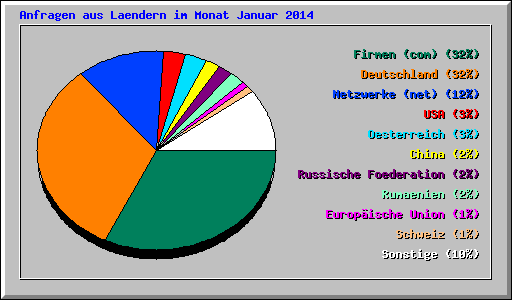 Anfragen aus Laendern im Monat Januar 2014
Firmen (com) (32%)
Deutschland (32%)
Netzwerke (net) (12%)
USA (3%)
Oesterreich (3%)
China (2%)
Russische Foederation (2%)
Rumaenien (2%)
Europäische Union (1%)
Schweiz (1%)
Sonstige (10%)